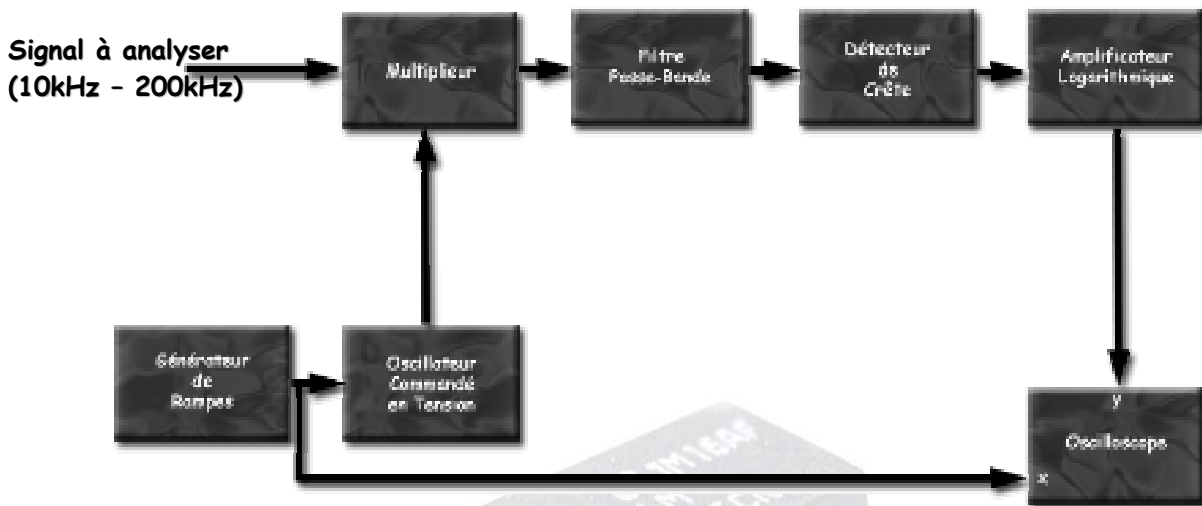 Signal à analyser
(10kHz - 200kHz)
Multiplieur
Filtre
Passe-Bande
Détecteur
de
Crête
Amplificateur
Logarithmique
Générateur
de
Rampes
Oscillateur
Commandé
en Tension
y
Oscilloscope
x